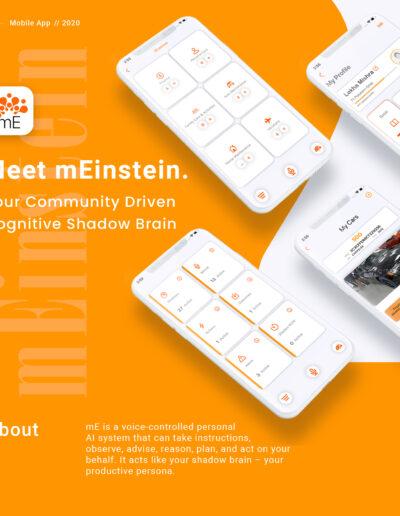 Mobile App // 2020
mE
leet mEinstein.
our Community Driven
ognitive Shadow Brain
mEinstein
My Profile
Lekha Mishra
My Cars
bout
mE is a voice-controlled personal
AI system that can take instructions,
observe, advise, reason, plan, and act on your
behalf. It acts like your shadow brain – your
productive persona.